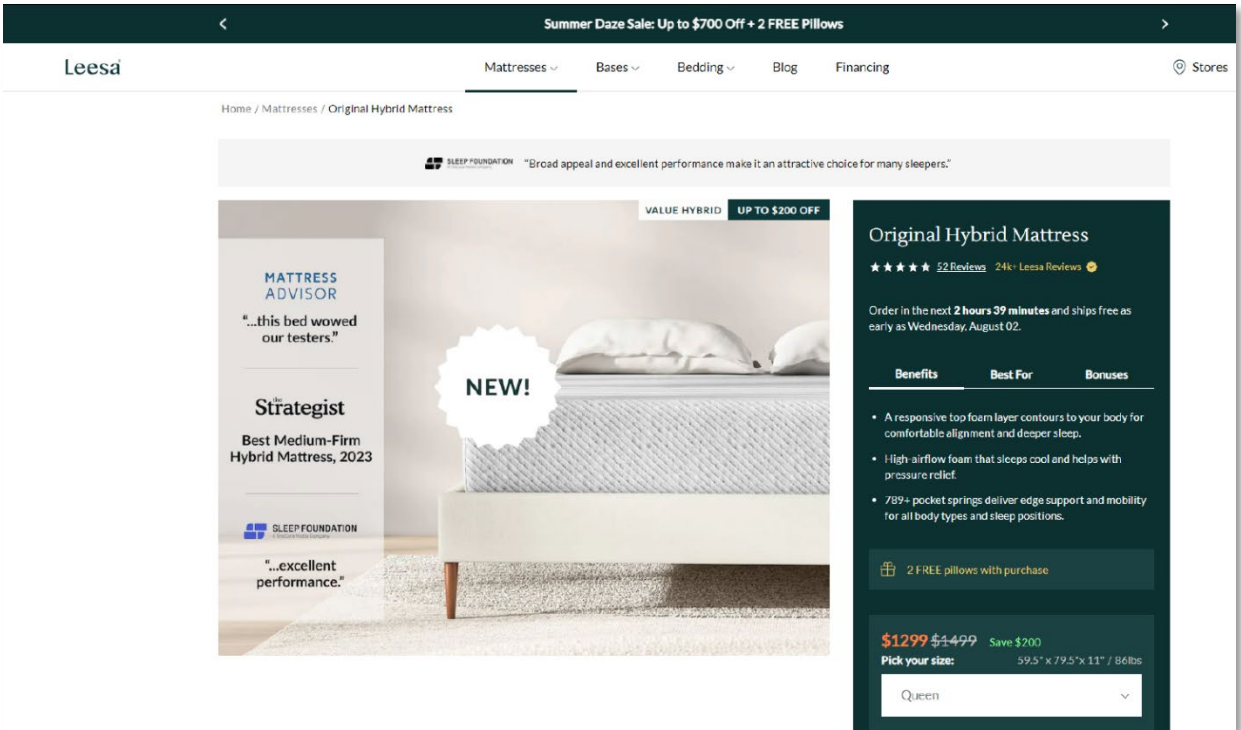 Summer Daze Sale: Up to $700 Off + 2 FREE Pillows
Leesa
Mattresses
Bases
Bedding
Blog
Financing
Stores
Home / Mattresses / Original Hybrid Mattress
SLEEP FOUNDATION
"Broad appeal and excellent performance make it an attractive choice for many sleepers."
VALUE HYBRID
UP TO $200 OFF
MATTRESS
ADVISOR
"...this bed wowed
our testers."
the
Strategist
Best Medium-Firm
Hybrid Mattress, 2023
SLEEP FOUNDATION
"...excellent
performance."
NEW!
Original Hybrid Mattress
52 Reviews 24k+ Leesa Reviews
Order in the next 2 hours 39 minutes and ships free as
early as Wednesday, August 02.
Benefits
Best For
Bonuses
• A responsive top foam layer contours to your body for
comfortable alignment and deeper sleep.
• High-airflow foam that sleeps cool and helps with
pressure relief.
• 789+ pocket springs deliver edge support and mobility
for all body types and sleep positions.
2 FREE pillows with purchase
$1299 $1499 Save $200
Pick your size: 59.5" x 79.5"x 11" / 86lbs
Queen